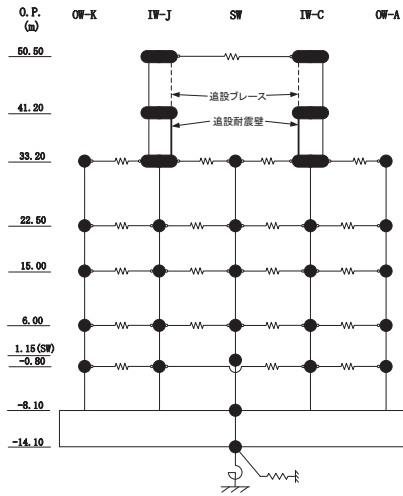 O.P.
(m)
OW-K
IW-J
SW
IW-C
OW-A
50.50
追設ブレース
41.20
追設耐震壁
33.20
22.50
15.00
6.00
1.15(SW)
-0.80
-8.10
-14.10